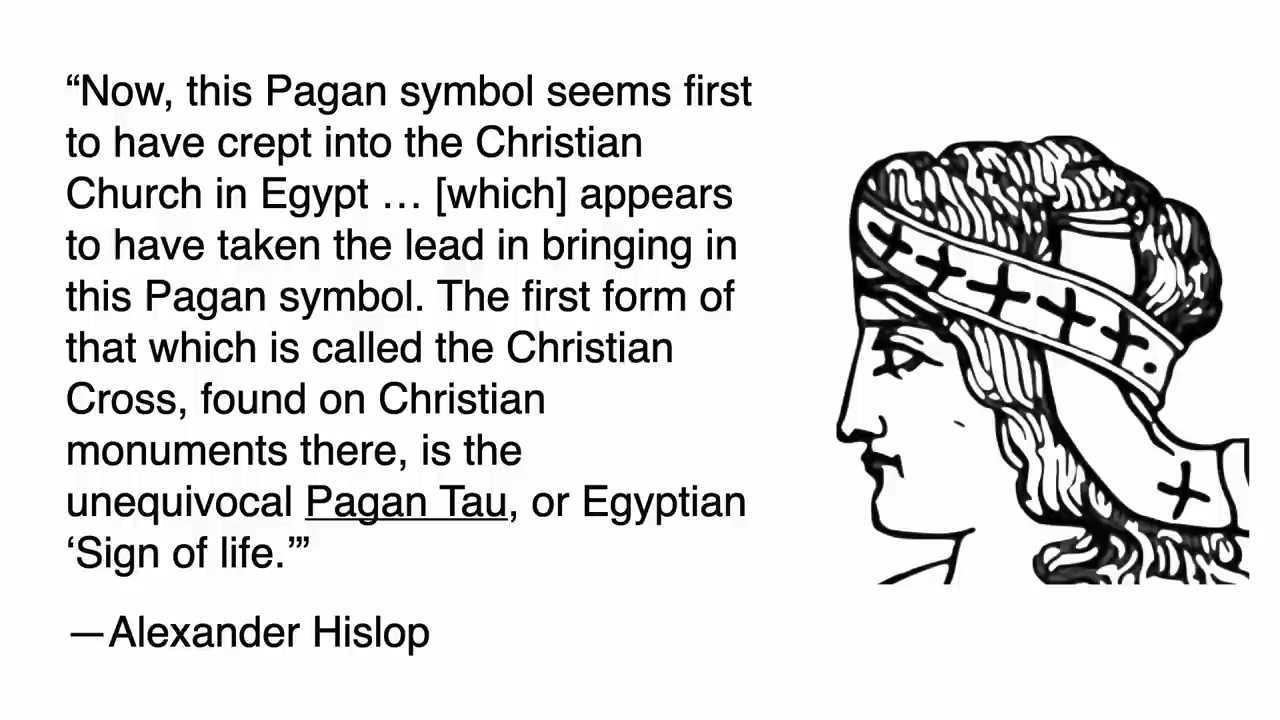 “Now, this Pagan symbol seems first
to have crept into the Christian
Church in Egypt … [which] appears
to have taken the lead in bringing in
this Pagan symbol. The first form of
that which is called the Christian
Cross, found on Christian
monuments there, is the
unequivocal Pagan Tau, or Egyptian
‘Sign of life.’”
—Alexander Hislop